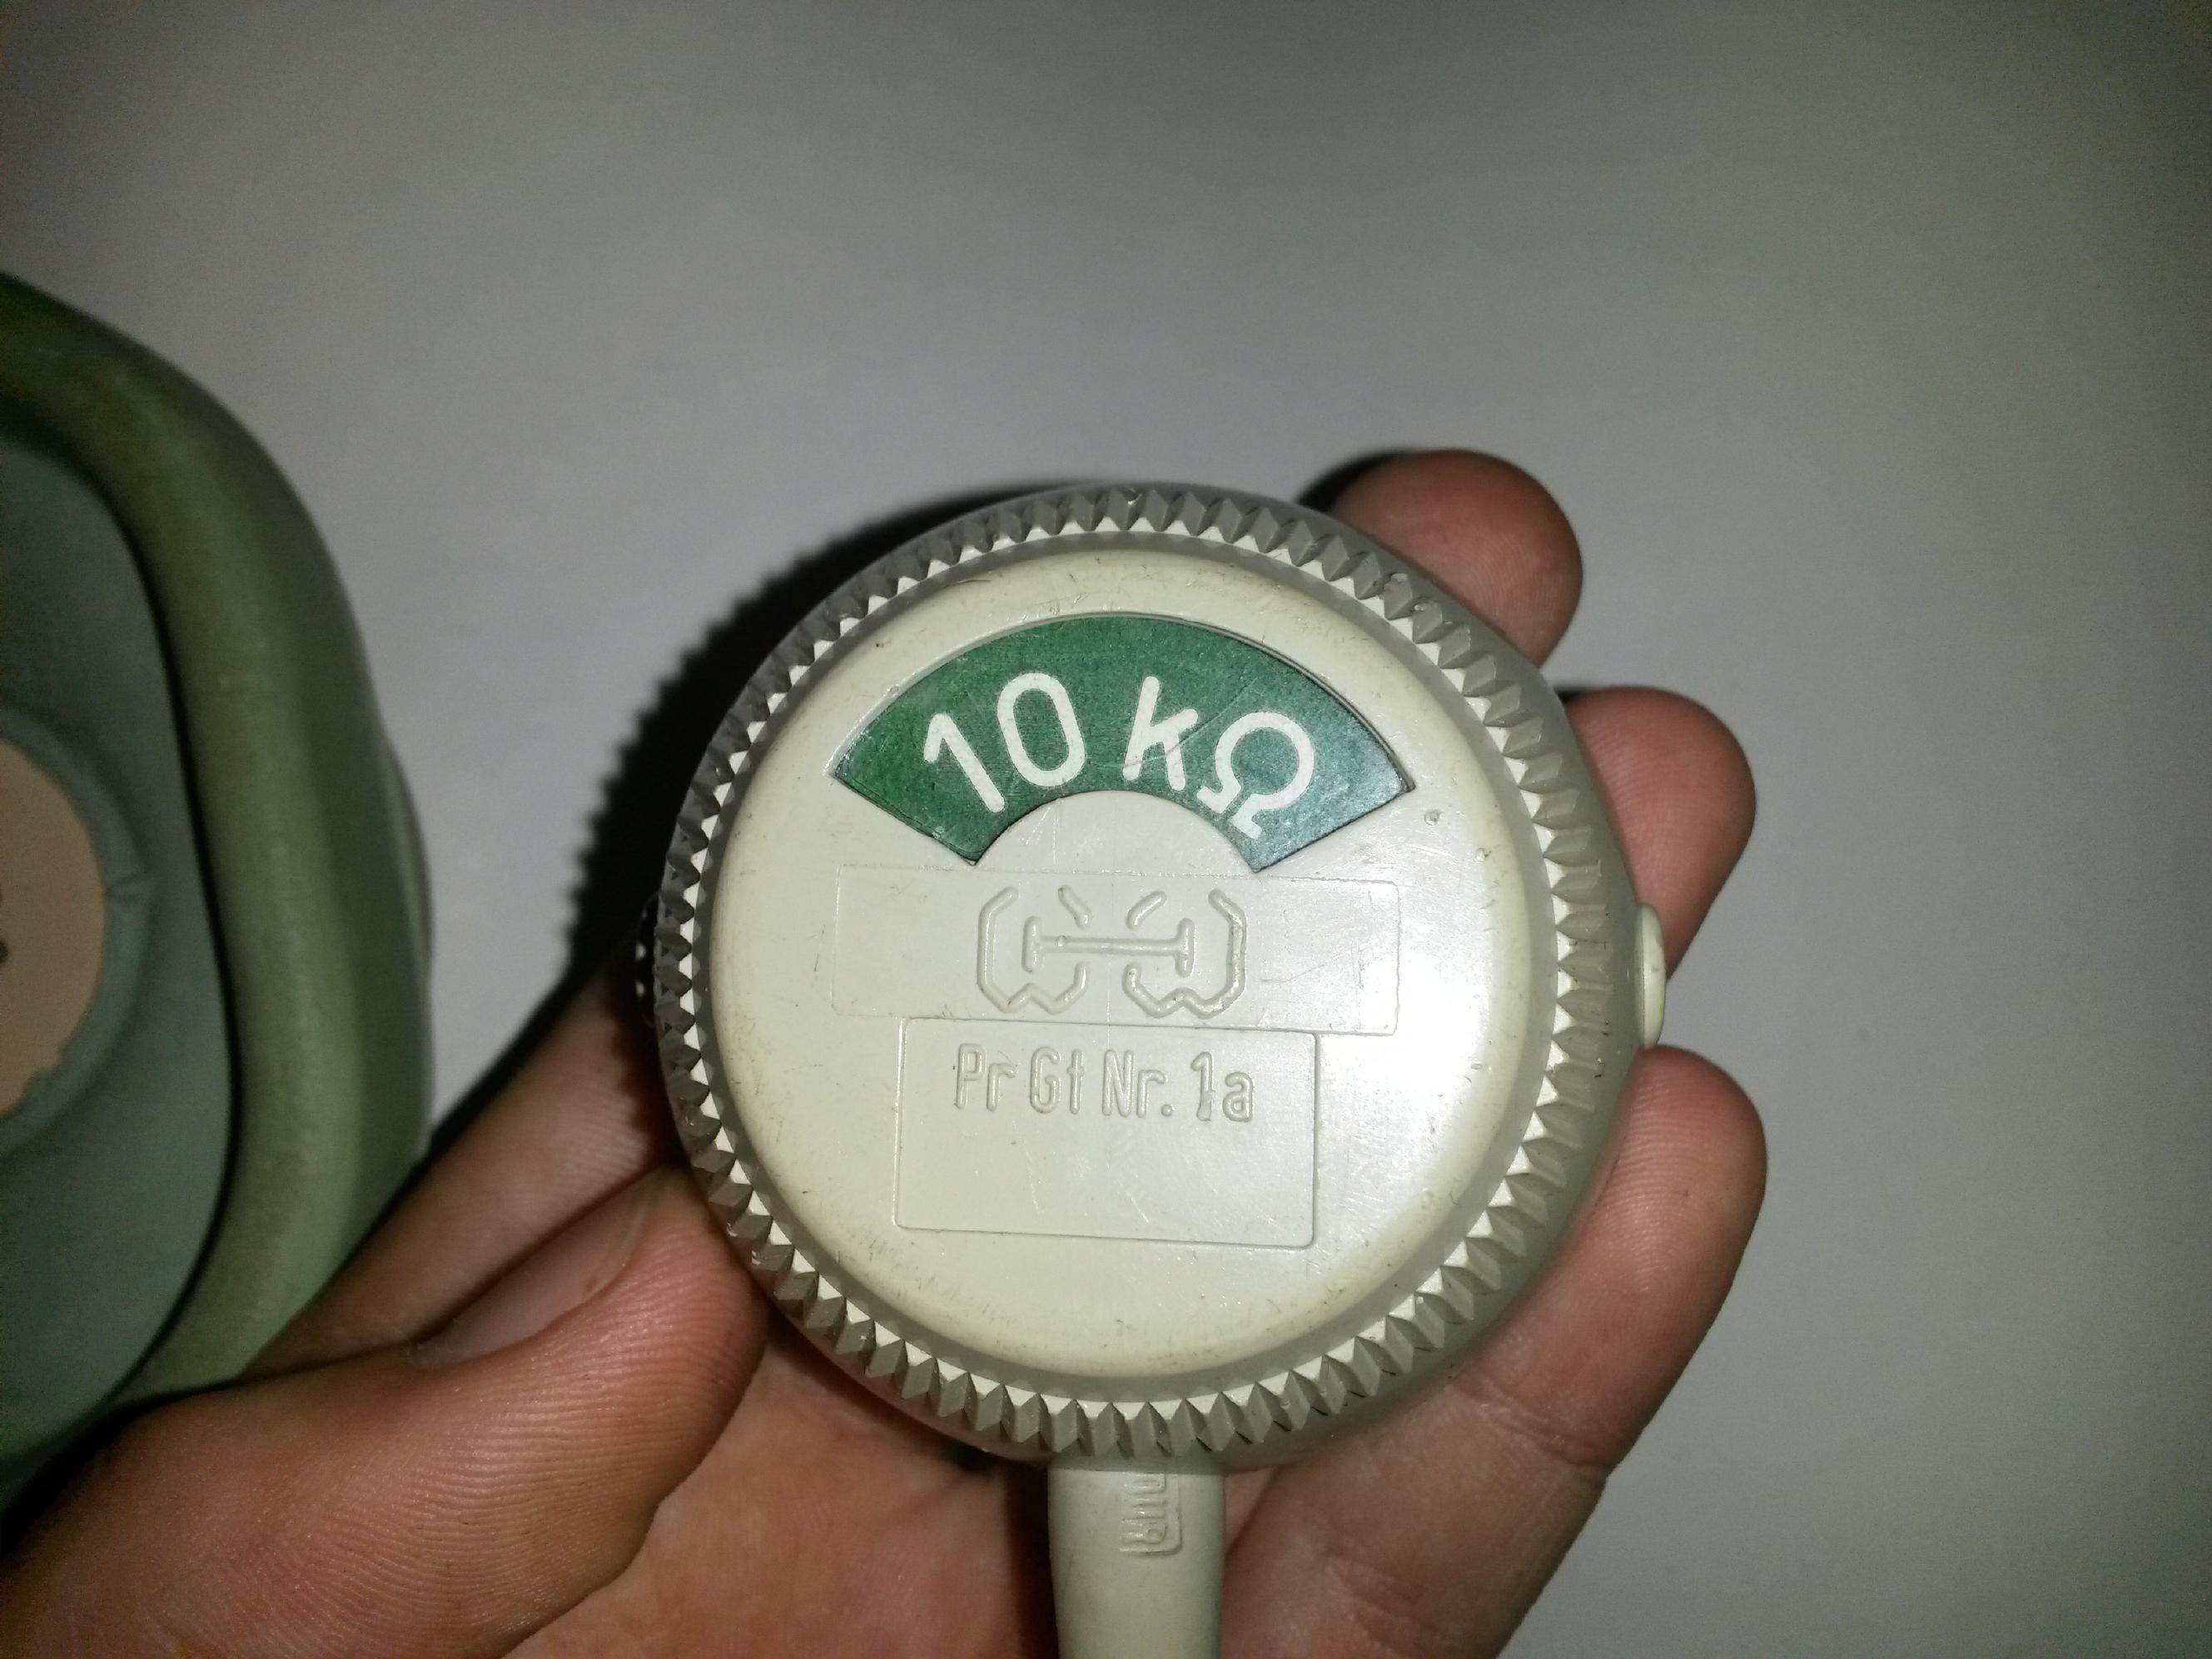 10 kΩ
Pr Gt Nr. 1a